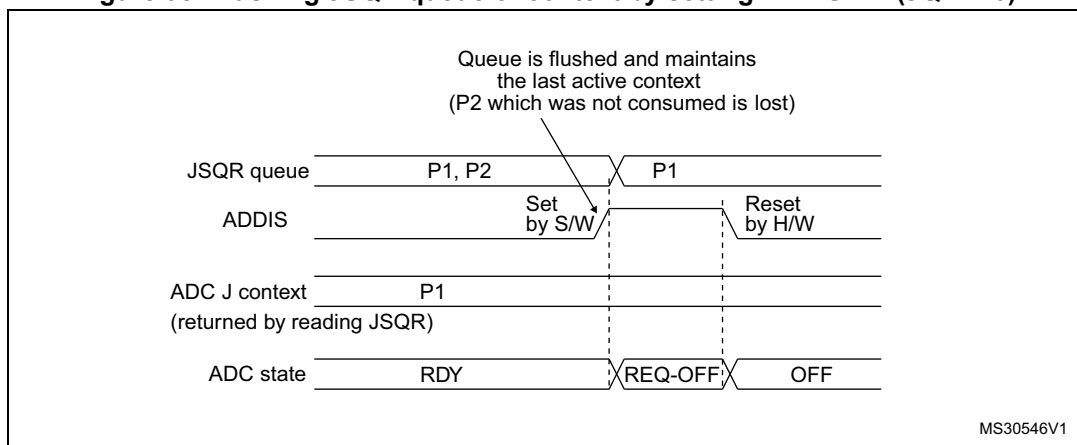 Queue is flushed and maintains
the last active context
(P2 which was not consumed is lost)
JSQR queue P1, P2 P1
ADDIS Set by S/W Reset by H/W
ADC J context P1
(returned by reading JSQR)
ADC state RDY REQ-OFF OFF
MS30546V1